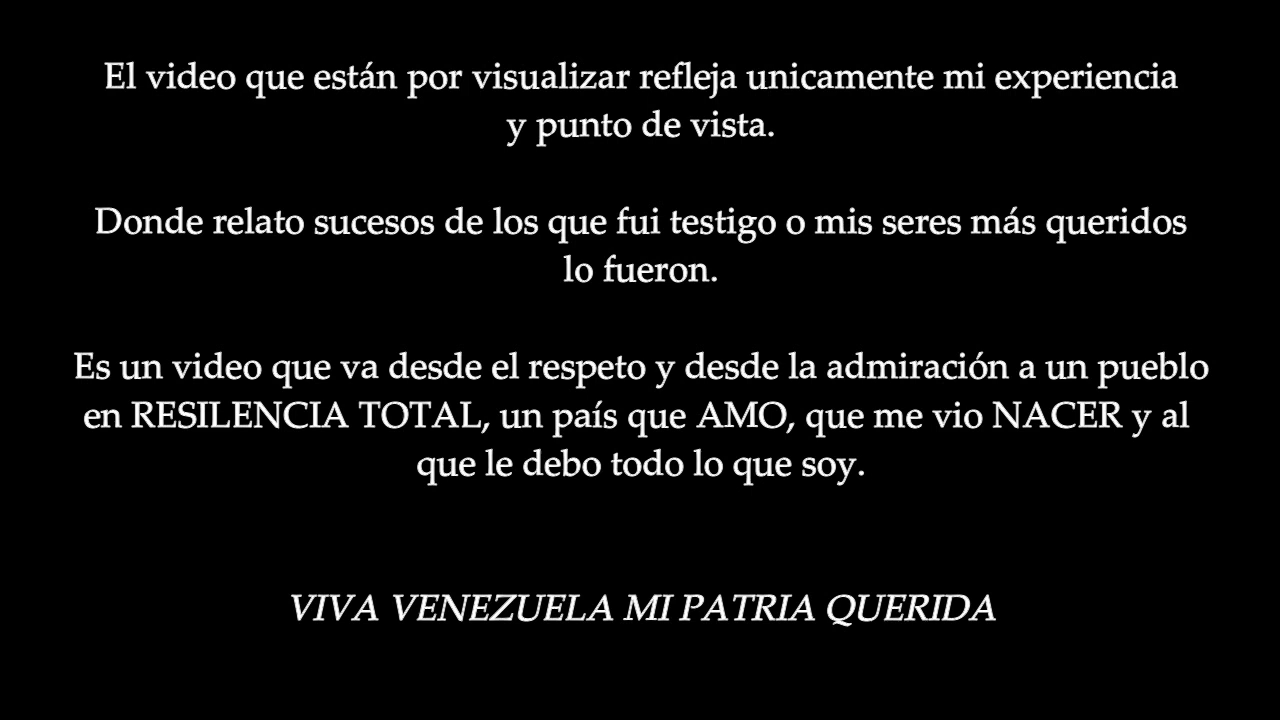 El video que están por visualizar refleja unicamente mi experiencia
y punto de vista.
Donde relato sucesos de los que fui testigo o mis seres más queridos
lo fueron.
Es un video que va desde el respeto y desde la admiración a un pueblo
en RESILENCIA TOTAL, un país que AMO, que me vio NACER y al
que le debo todo lo que soy.
VIVA VENEZUELA MI PATRIA QUERIDA